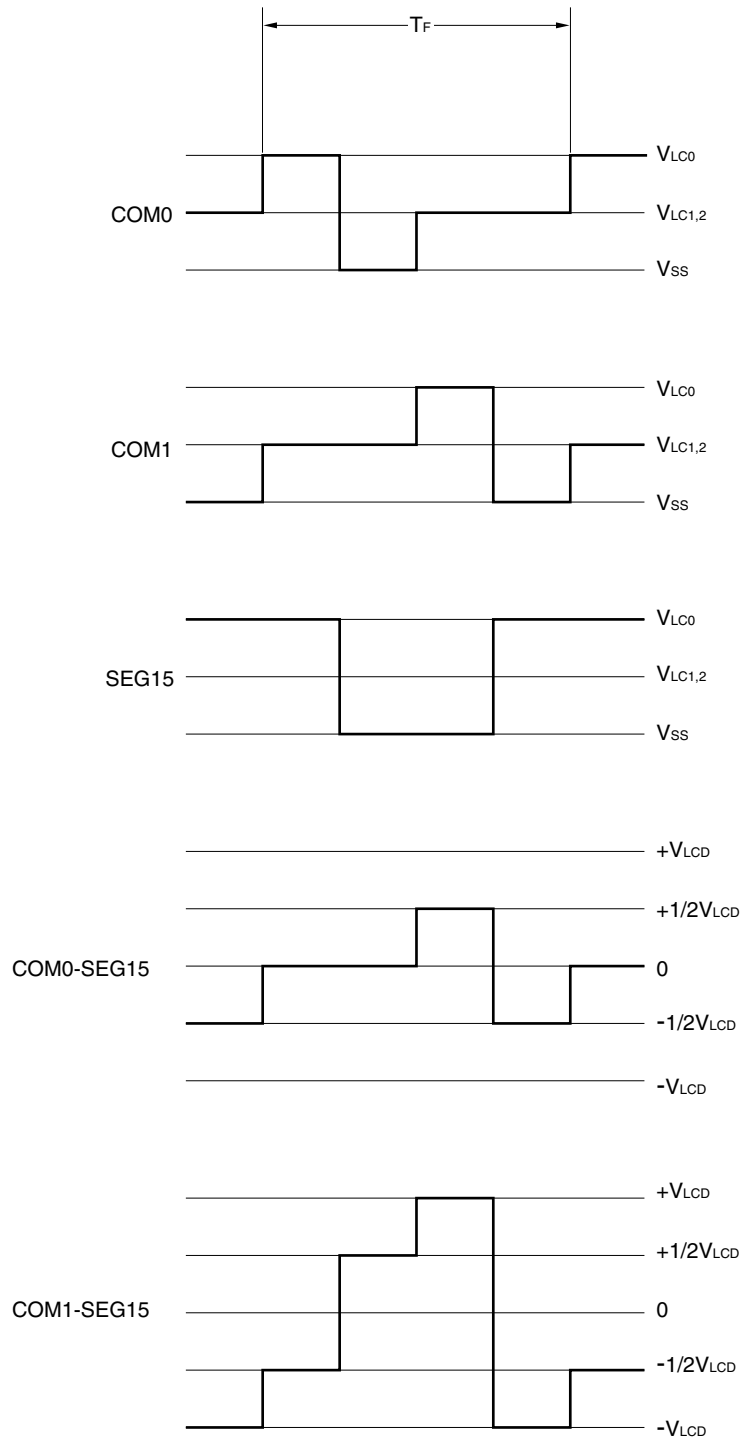 TF
VLC0
COM0
VLC1,2
VSS
VLC0
COM1
VLC1,2
VSS
VLC0
SEG15
VLC1,2
VSS
+VLCD
+1/2VLCD
COM0-SEG15
0
-1/2VLCD
-VLCD
+VLCD
+1/2VLCD
COM1-SEG15
0
-1/2VLCD
-VLCD